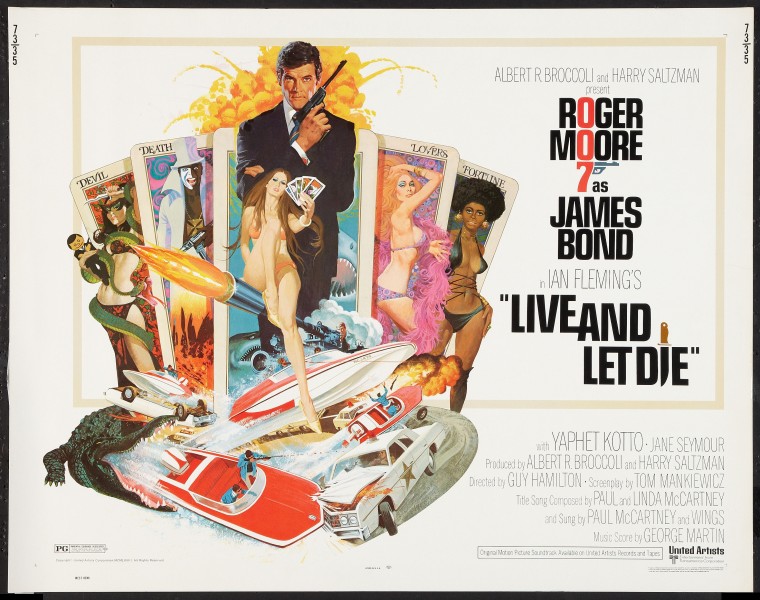 73/35
73/35
DEVIL
DEATH
LOVERS
FORTUNE
ALBERT R. BROCCOLI and HARRY SALTZMAN
present
ROGER
MOORE
007
as
JAMES
BOND
in IAN FLEMING'S
"LIVE AND
LET DIE"
with YAPHET KOTTO · JANE SEYMOUR
Produced by ALBERT R. BROCCOLI and HARRY SALTZMAN
Directed by GUY HAMILTON · Screenplay by TOM MANKIEWICZ
Title Song Composed by PAUL and LINDA McCARTNEY
and Sung by PAUL McCARTNEY and WINGS
Music Score by GEORGE MARTIN
PG
Original Motion Picture Soundtrack Available on United Artists Records and Tapes
United Artists